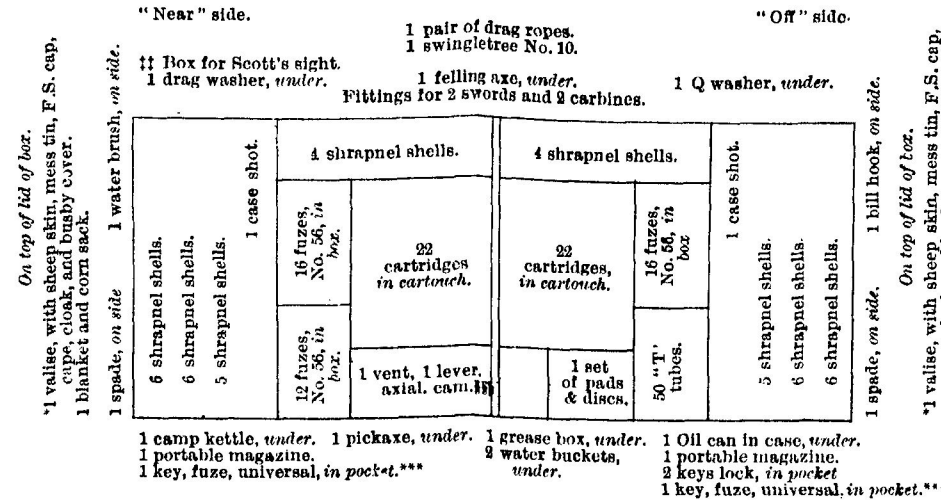 "Near" side.
"Off" side.
1 pair of drag ropes.
1 swingletree No. 10.
‡‡ Box for Scott's sight.
1 drag washer, under.
1 felling axe, under.
1 Q washer, under.
Fittings for 2 swords and 2 carbines.
On top of lid of box.
*1 valise, with sheep skin, mess tin, F.S. cap,
cape, cloak, and busby cover.
1 blanket and corn sack.
1 water brush, on side.
1 spade, on side
6 shrapnel shells.
6 shrapnel shells.
5 shrapnel shells.
1 case shot.
4 shrapnel shells.
16 fuzes,
No. 56, in
box.
12 fuzes,
No. 56, in
box.
22
cartridges
in cartouch.
1 vent, 1 lever,
axial. cam.§§§
4 shrapnel shells.
22
cartridges,
in cartouch.
1 set
of pads
& discs.
16 fuzes,
No. 56, in
box
50 "T"
tubes.
1 case shot.
5 shrapnel shells.
6 shrapnel shells.
6 shrapnel shells.
1 bill hook, on side.
1 spade, on side.
On top of lid of box.
*1 valise, with sheep skin, mess tin, F.S. cap,
1 camp kettle, under.
1 portable magazine.
1 key, fuze, universal, in pocket.***
1 pickaxe, under.
1 grease box, under.
2 water buckets,
under.
1 Oil can in case, under.
1 portable magazine.
2 keys lock, in pocket
1 key, fuze, universal, in pocket.**